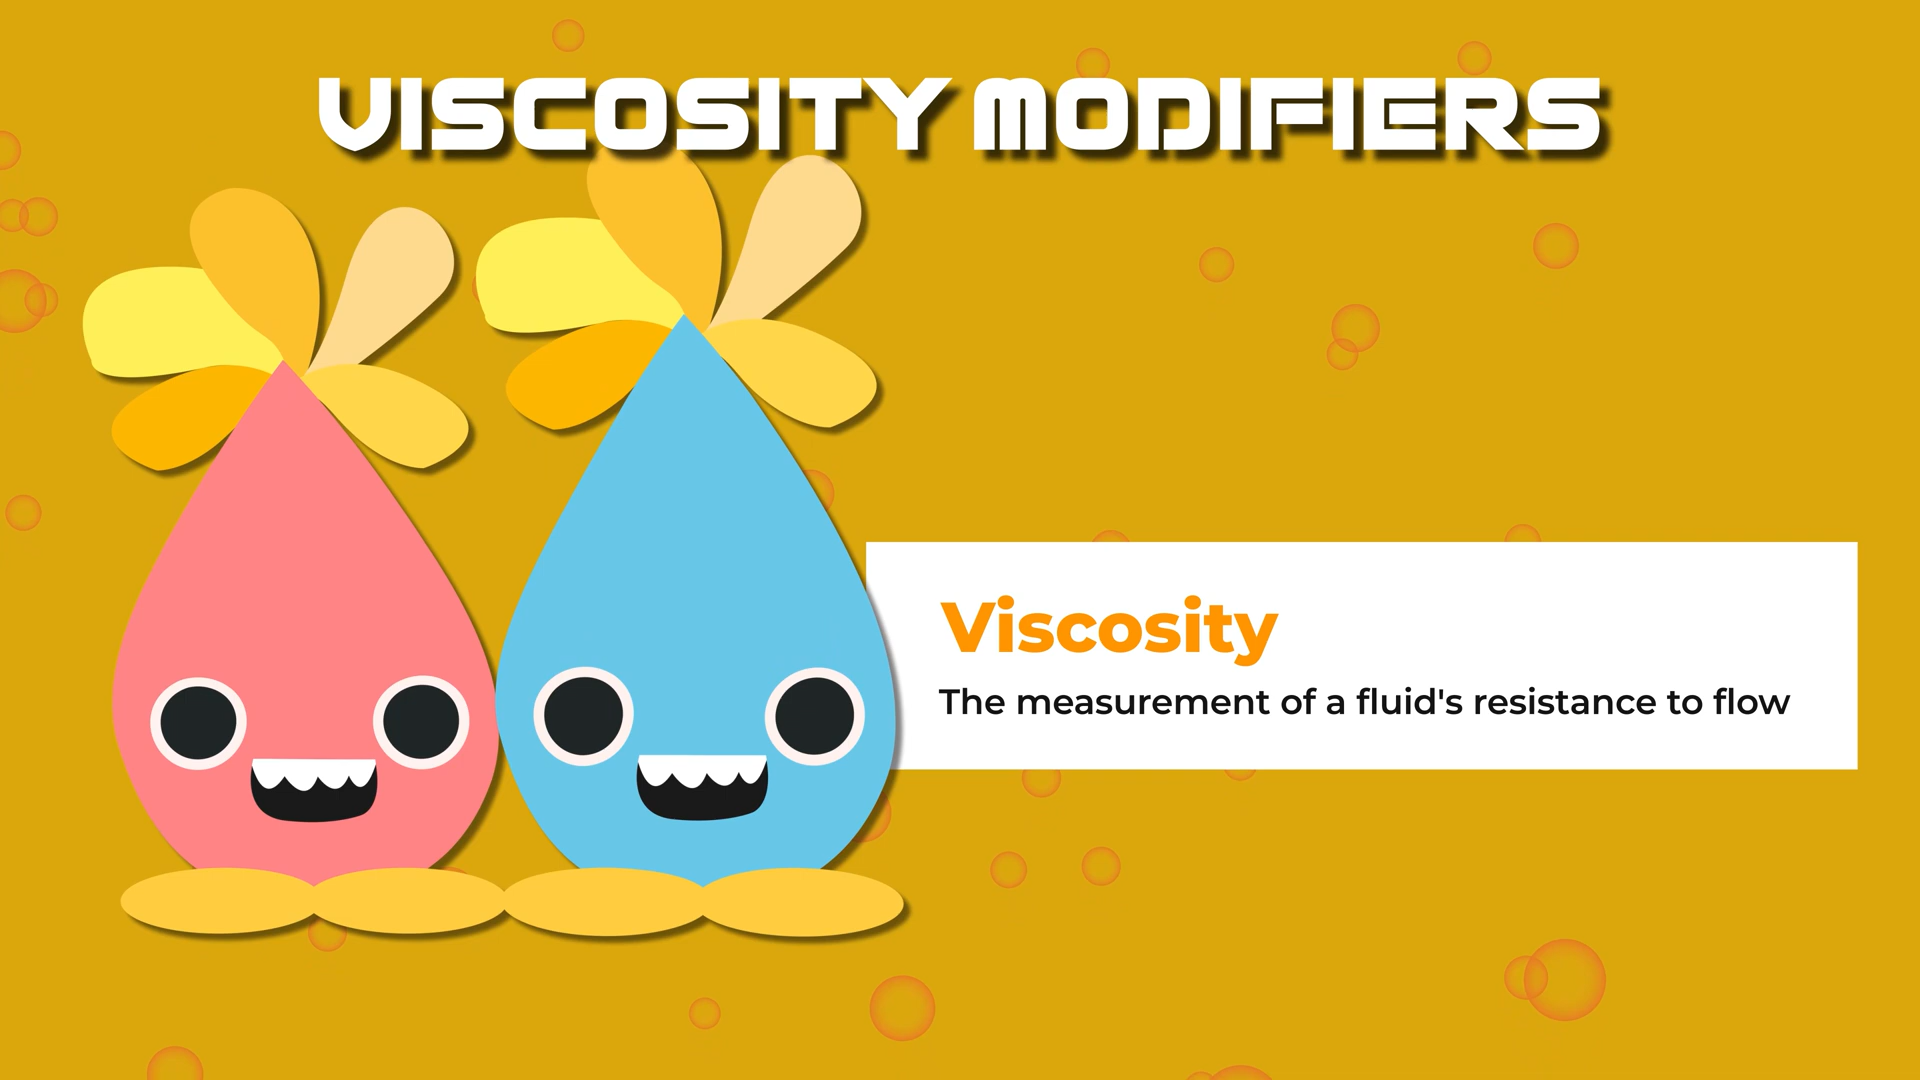 VISCOSITY MODIFIERS
Viscosity
The measurement of a fluid's resistance to flow